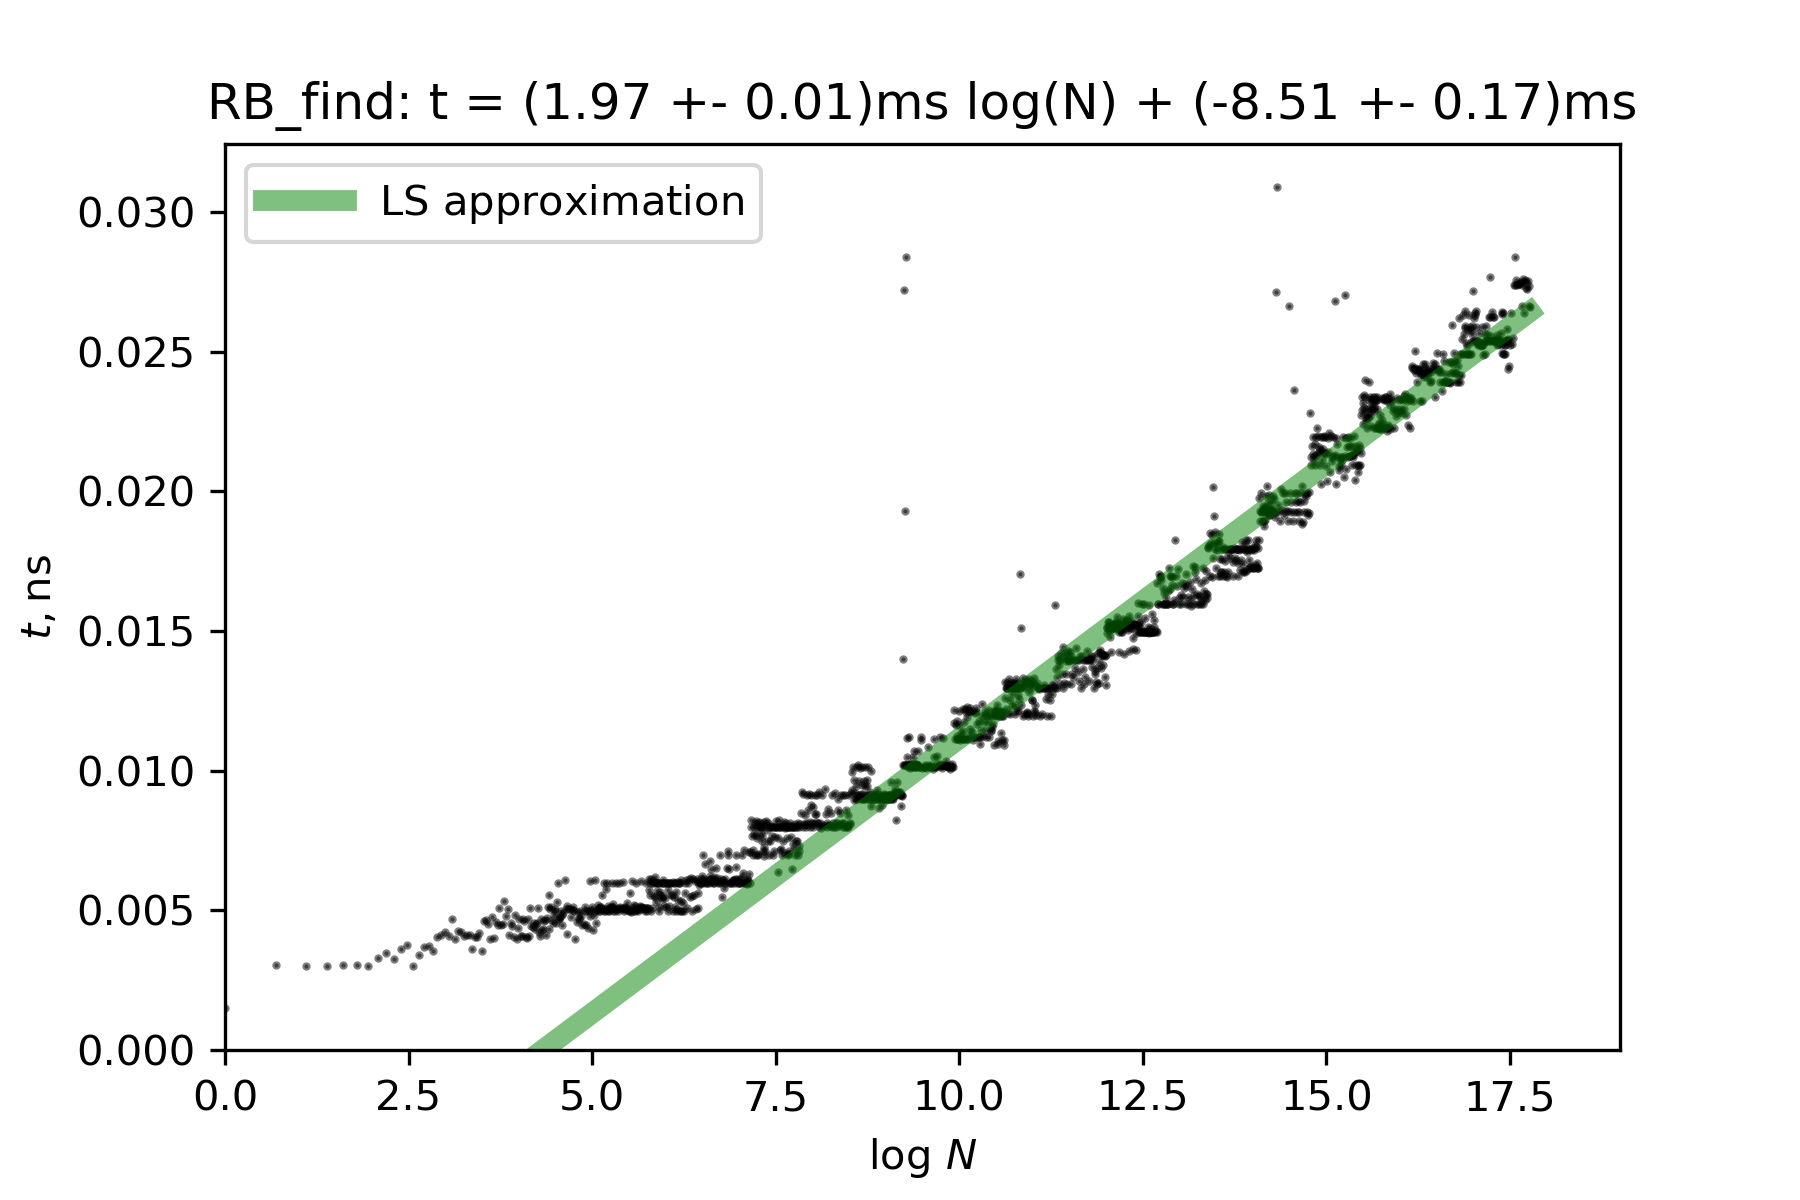 RB_find: t = (1.97 +- 0.01)ms log(N) + (-8.51 +- 0.17)ms
LS approximation
0.030
0.025
0.020
0.015
0.010
0.005
0.000
t, ns
0.0 2.5 5.0 7.5 10.0 12.5 15.0 17.5
log N